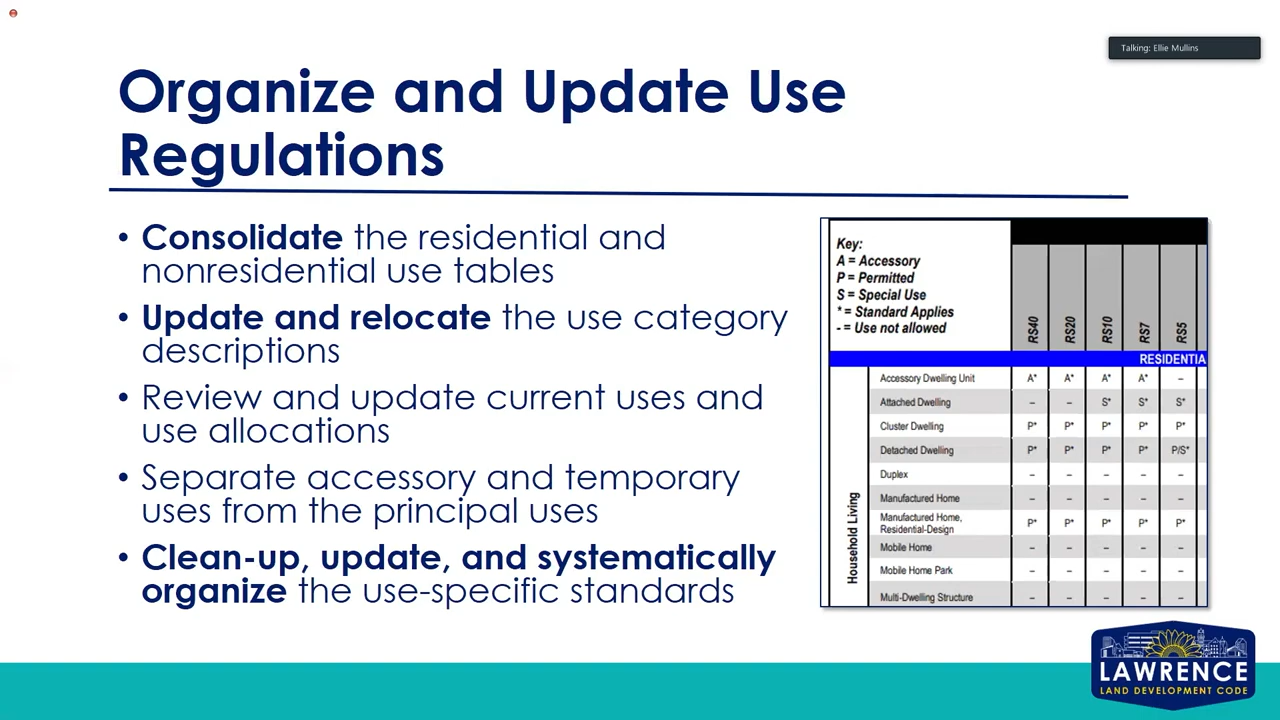 Talking: Ellie Mullins
Organize and Update Use
Regulations
• Consolidate the residential and
nonresidential use tables
• Update and relocate the use category
descriptions
• Review and update current uses and
use allocations
• Separate accessory and temporary
uses from the principal uses
• Clean-up, update, and systematically
organize the use-specific standards
Key:
A = Accessory
P = Permitted
S = Special Use
* = Standard Applies
- = Use not allowed
RS40 RS20 RS10 RS7 RS5
RESIDENTIA
Household Living
Accessory Dwelling Unit A* A* A* A* –
Attached Dwelling – – S* S* S*
Cluster Dwelling P* P* P* P* P*
Detached Dwelling P* P* P* P* P/S*
Duplex – – – – –
Manufactured Home – – – – –
Manufactured Home,
Residential-Design P* P* P* P* P*
Mobile Home – – – – –
Mobile Home Park – – – – –
Multi-Dwelling Structure – – – – –
LAWRENCE
LAND DEVELOPMENT CODE